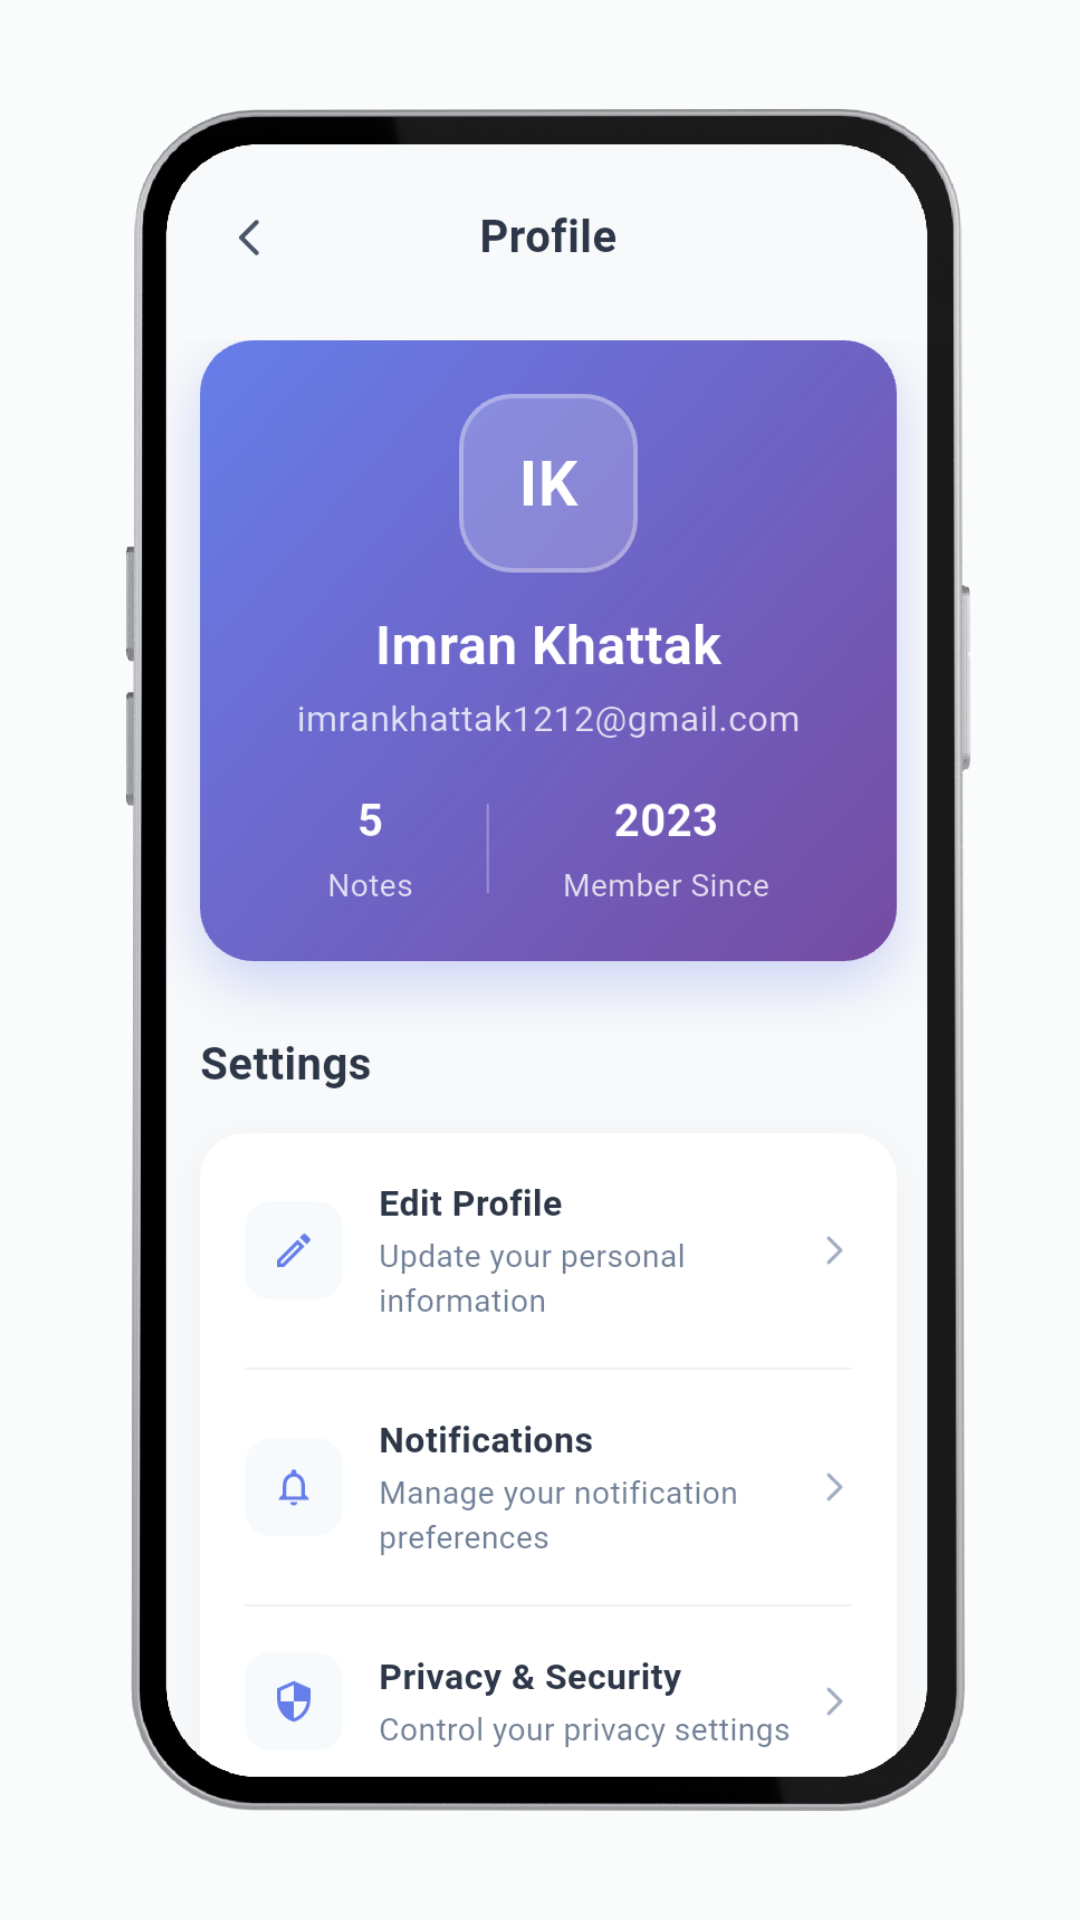 Profile
IK
Imran Khattak
imrankhattak1212@gmail.com
5
Notes
2023
Member Since
Settings
Edit Profile
Update your personal
information
Notifications
Manage your notification
preferences
Privacy & Security
Control your privacy settings